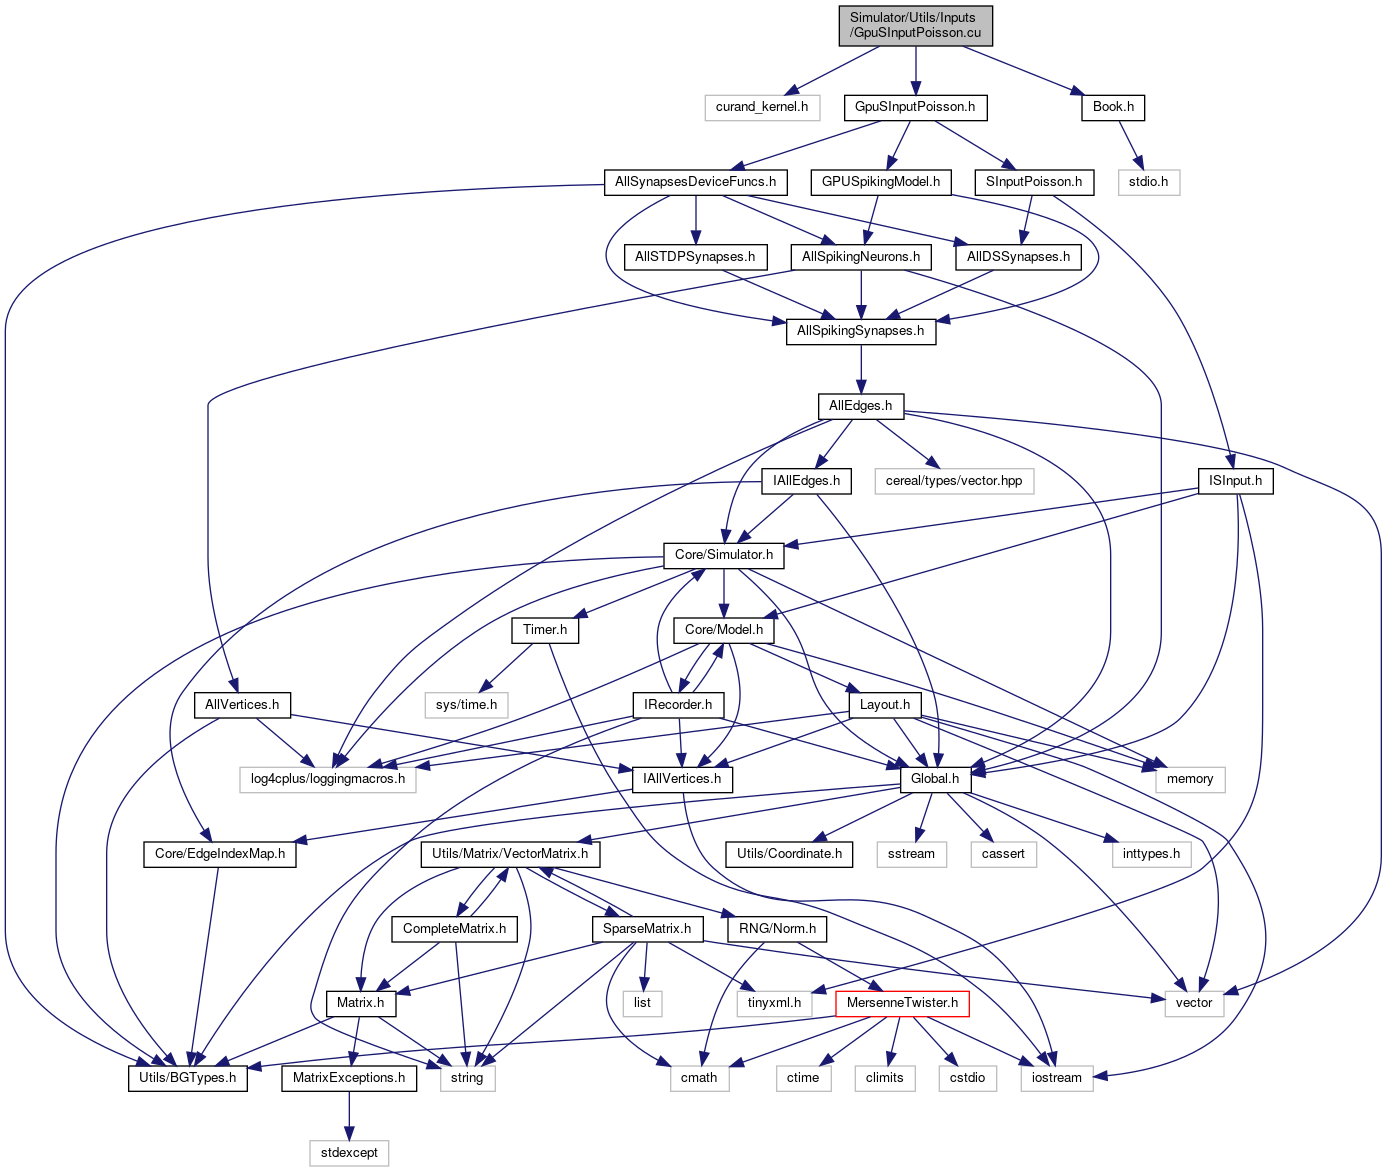 Simulator/Utils/Inputs
/GpuSInputPoisson.cu
curand_kernel.h
GpuSInputPoisson.h
Book.h
AllSynapsesDeviceFuncs.h
GPUSpikingModel.h
SInputPoisson.h
stdio.h
AllSTDPSynapses.h
AllSpikingNeurons.h
AllDSSynapses.h
AllSpikingSynapses.h
AllEdges.h
IAllEdges.h
cereal/types/vector.hpp
ISInput.h
Core/Simulator.h
Timer.h
Core/Model.h
AllVertices.h
sys/time.h
IRecorder.h
Layout.h
log4cplus/loggingmacros.h
IAllVertices.h
Global.h
memory
Core/EdgeIndexMap.h
Utils/Matrix/VectorMatrix.h
Utils/Coordinate.h
sstream
cassert
inttypes.h
CompleteMatrix.h
SparseMatrix.h
RNG/Norm.h
Matrix.h
list
tinyxml.h
MersenneTwister.h
vector
Utils/BGTypes.h
MatrixExceptions.h
string
cmath
ctime
climits
cstdio
iostream
stdexcept